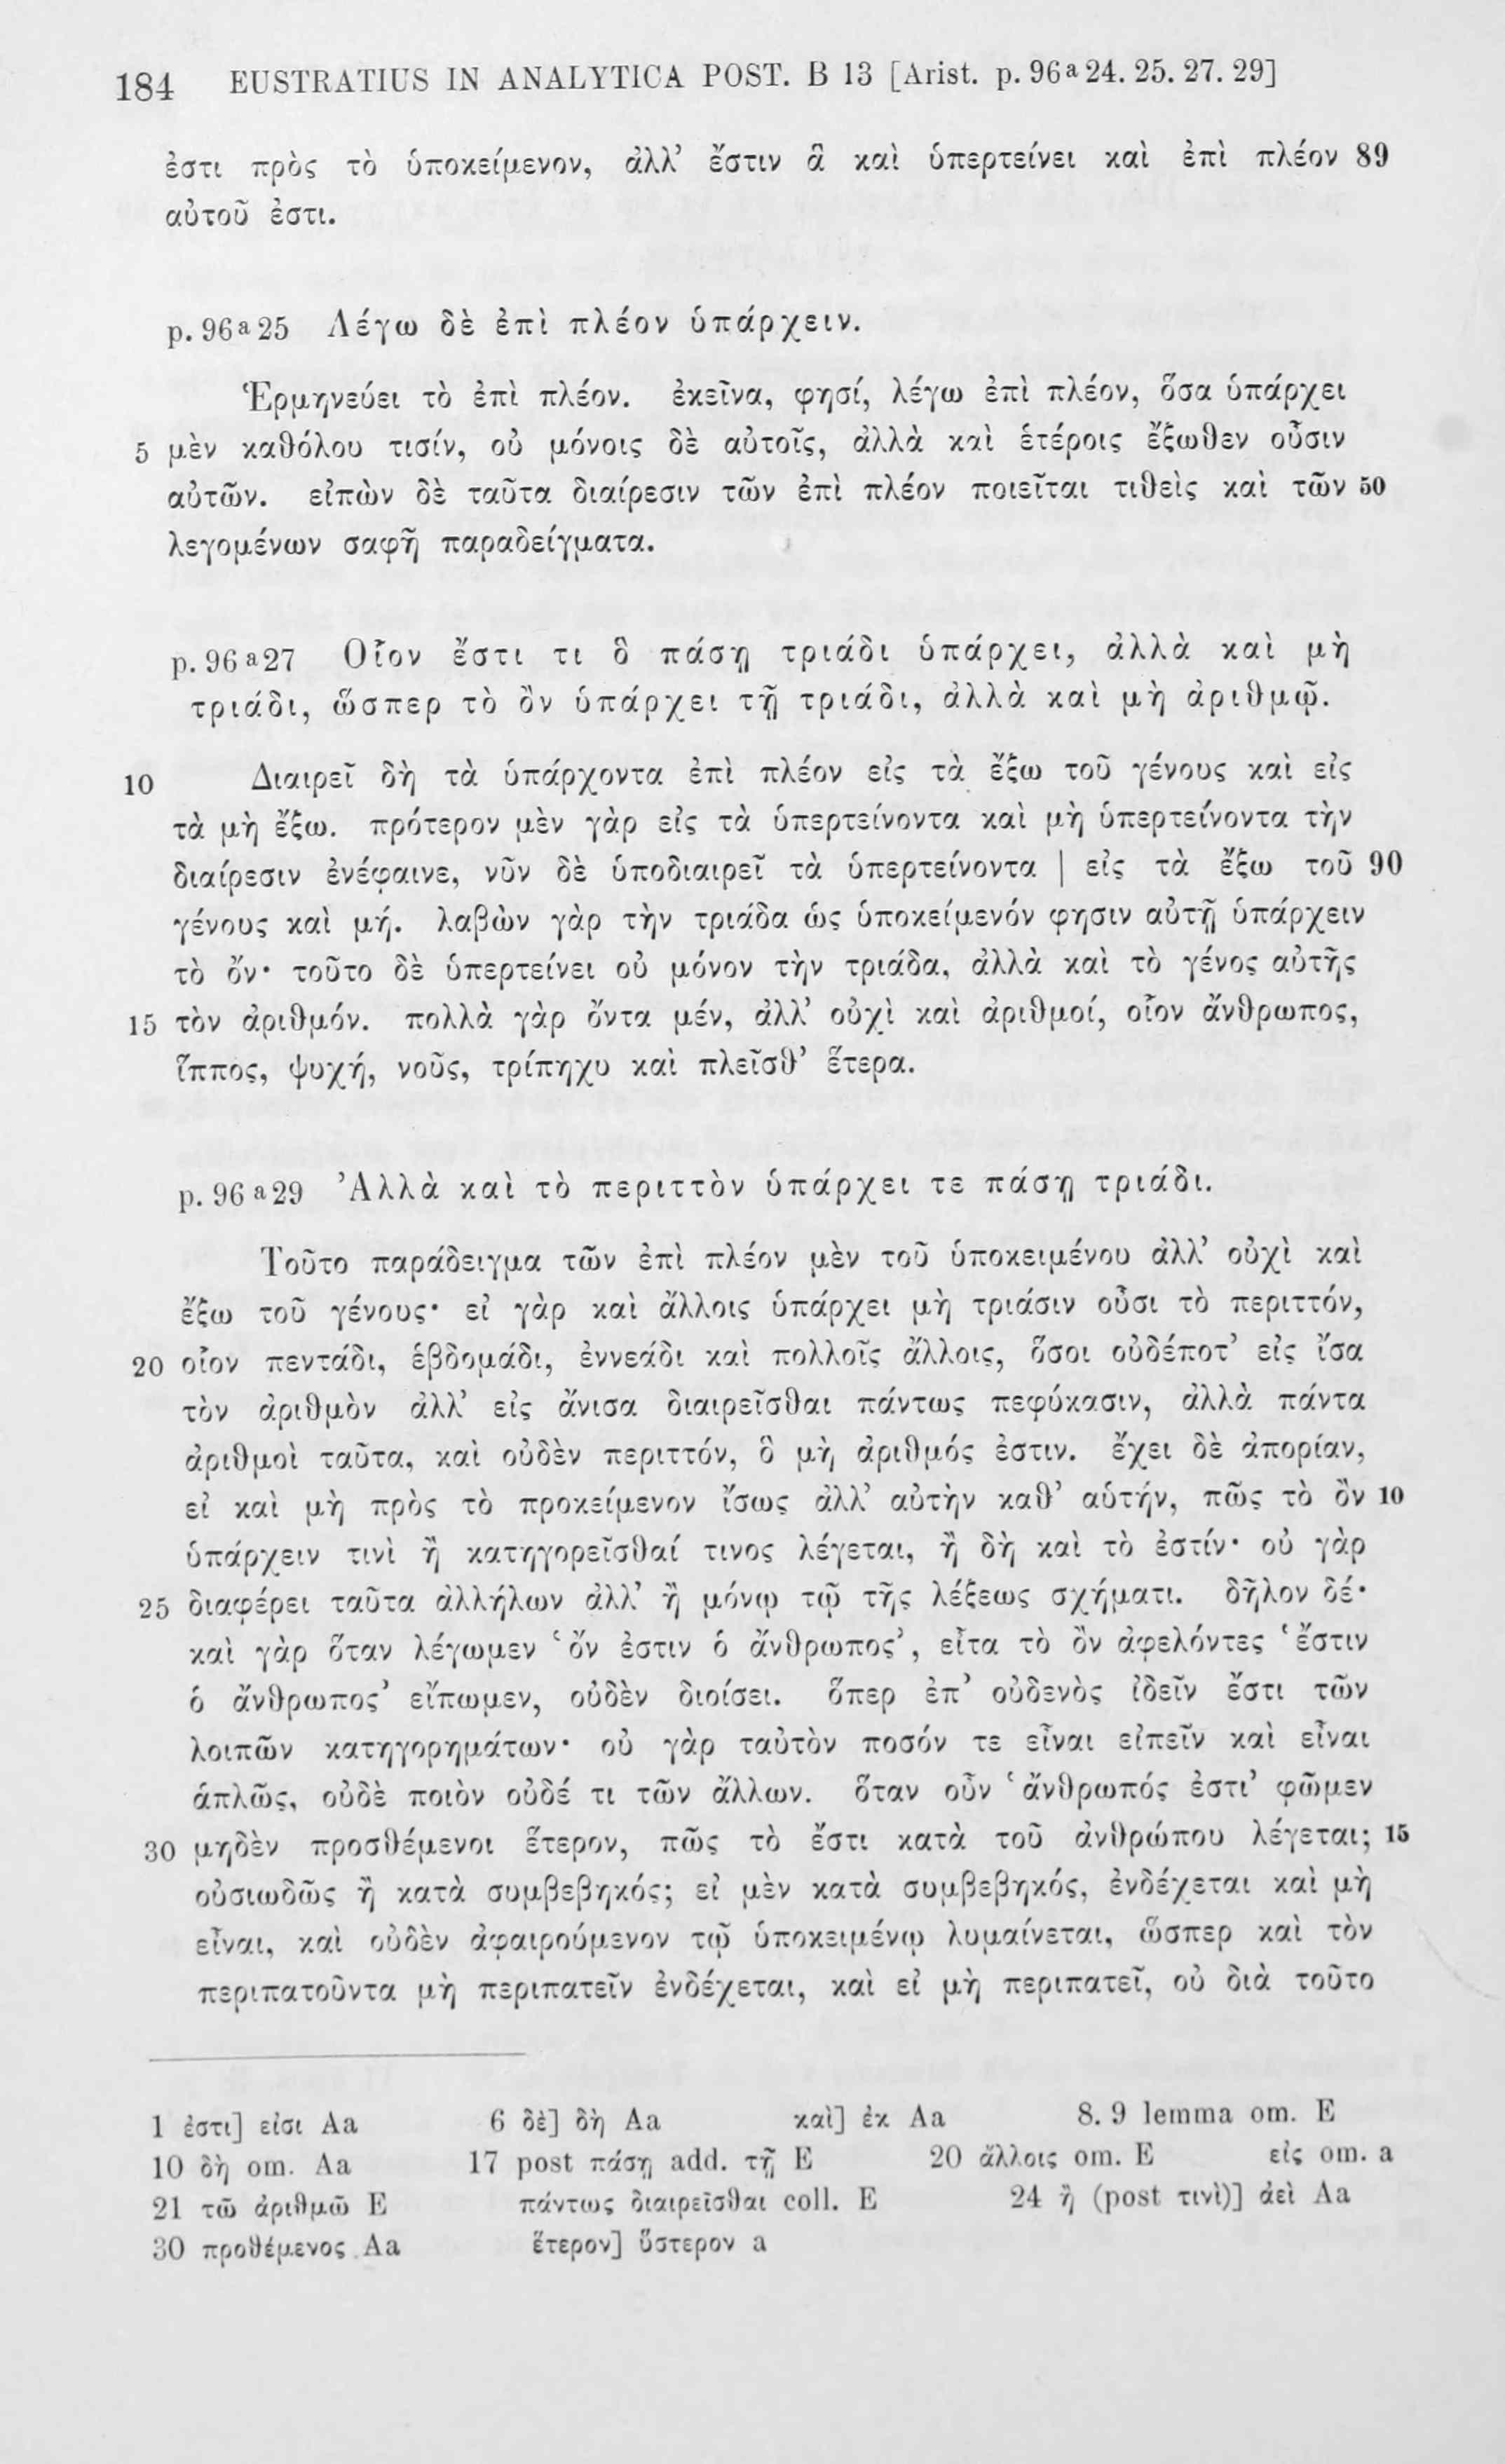 184 EUSTRATIUS IN ANALYTICA POST. B 13 [Arist. p. 96ª24. 25. 27. 29]
ἐστι πρὸς τὸ ὑποκείμενον, ἀλλ’ ἔστιν ἃ καὶ ὑπερτείνει καὶ ἐπὶ πλέον 89
αὐτοῦ ἐστι.
p. 96ª25 Λέγω δὲ ἐπὶ πλέον ὑπάρχειν.
Ἑρμηνεύει τὸ ἐπὶ πλέον. ἐκεῖνα, φησί, λέγω ἐπὶ πλέον, ὅσα ὑπάρχει
5 μὲν καθόλου τισίν, οὐ μόνοις δὲ αὐτοῖς, ἀλλὰ καὶ ἑτέροις ἔξωθεν οὖσιν
αὐτῶν. εἰπὼν δὲ ταῦτα διαίρεσιν τῶν ἐπὶ πλέον ποιεῖται τιθεὶς καὶ τῶν 50
λεγομένων σαφῆ παραδείγματα.
p. 96ª27 Οἷον ἔστι τι ὃ πάσῃ τριάδι ὑπάρχει, ἀλλὰ καὶ μὴ
τριάδι, ὥσπερ τὸ ὂν ὑπάρχει τῇ τριάδι, ἀλλὰ καὶ μὴ ἀριθμῷ.
10 Διαιρεῖ δὴ τὰ ὑπάρχοντα ἐπὶ πλέον εἰς τὰ ἔξω τοῦ γένους καὶ εἰς
τὰ μὴ ἔξω. πρότερον μὲν γὰρ εἰς τὰ ὑπερτείνοντα καὶ μὴ ὑπερτείνοντα τὴν
διαίρεσιν ἐνέφαινε, νῦν δὲ ὑποδιαιρεῖ τὰ ὑπερτείνοντα | εἰς τὰ ἔξω τοῦ 90
γένους καὶ μή. λαβὼν γὰρ τὴν τριάδα ὡς ὑποκείμενόν φησιν αὐτῇ ὑπάρχειν
τὸ ὄν· τοῦτο δὲ ὑπερτείνει οὐ μόνον τὴν τριάδα, ἀλλὰ καὶ τὸ γένος αὐτῆς
15 τὸν ἀριθμόν. πολλὰ γὰρ ὄντα μέν, ἀλλ’ οὐχὶ καὶ ἀριθμοί, οἷον ἄνθρωπος,
ἵππος, ψυχή, νοῦς, τρίπηχυ καὶ πλεῖσθ’ ἕτερα.
p. 96ª29 Ἀλλὰ καὶ τὸ περιττὸν ὑπάρχει τε πάσῃ τριάδι.
Τοῦτο παράδειγμα τῶν ἐπὶ πλέον μὲν τοῦ ὑποκειμένου ἀλλ’ οὐχὶ καὶ
ἔξω τοῦ γένους· εἰ γὰρ καὶ ἄλλοις ὑπάρχει μὴ τριάσιν οὖσι τὸ περιττόν,
20 οἷον πεντάδι, ἑβδομάδι, ἐννεάδι καὶ πολλοῖς ἄλλοις, ὅσοι οὐδέποτ’ εἰς ἴσα
τὸν ἀριθμὸν ἀλλ’ εἰς ἄνισα διαιρεῖσθαι πάντως πεφύκασιν, ἀλλὰ πάντα
ἀριθμοὶ ταῦτα, καὶ οὐδὲν περιττόν, ὃ μὴ ἀριθμός ἐστιν. ἔχει δὲ ἀπορίαν,
εἰ καὶ μὴ πρὸς τὸ προκείμενον ἴσως ἀλλ’ αὐτὴν καθ’ αὑτήν, πῶς τὸ ὂν 10
ὑπάρχειν τινὶ ἢ κατηγορεῖσθαί τινος λέγεται, ἢ δὴ καὶ τὸ ἐστίν· οὐ γὰρ
25 διαφέρει ταῦτα ἀλλήλων ἀλλ’ ἢ μόνῳ τῷ τῆς λέξεως σχήματι. δῆλον δέ·
καὶ γὰρ ὅταν λέγωμεν ‘ὄν ἐστιν ὁ ἄνθρωπος’, εἶτα τὸ ὂν ἀφελόντες ‘ἔστιν
ὁ ἄνθρωπος’ εἴπωμεν, οὐδὲν διοίσει. ὅπερ ἐπ’ οὐδενὸς ἰδεῖν ἔστι τῶν
λοιπῶν κατηγορημάτων· οὐ γὰρ ταὐτὸν ποσόν τε εἶναι εἰπεῖν καὶ εἶναι
ἁπλῶς, οὐδὲ ποιὸν οὐδέ τι τῶν ἄλλων. ὅταν οὖν ‘ἄνθρωπός ἐστι’ φῶμεν
30 μηδὲν προσθέμενοι ἕτερον, πῶς τὸ ἔστι κατὰ τοῦ ἀνθρώπου λέγεται; 15
οὐσιωδῶς ἢ κατὰ συμβεβηκός; εἰ μὲν κατὰ συμβεβηκός, ἐνδέχεται καὶ μὴ
εἶναι, καὶ οὐδὲν ἀφαιρούμενον τῷ ὑποκειμένῳ λυμαίνεται, ὥσπερ καὶ τὸν
περιπατοῦντα μὴ περιπατεῖν ἐνδέχεται, καὶ εἰ μὴ περιπατεῖ, οὐ διὰ τοῦτο
1 ἐστι] εἰσι Aa 6 δὲ] δὴ Aa καὶ] ἐκ Aa 8. 9 lemma om. E
10 δὴ om. Aa 17 post πάσῃ add. τῇ E 20 ἄλλοις om. E εἰς om. a
21 τῶ ἀριθμῶ E πάντως διαιρεῖσθαι coll. E 24 ἢ (post τινὶ)] ἀεὶ Aa
30 προθέμενος Aa ἕτερον] ὕστερον a